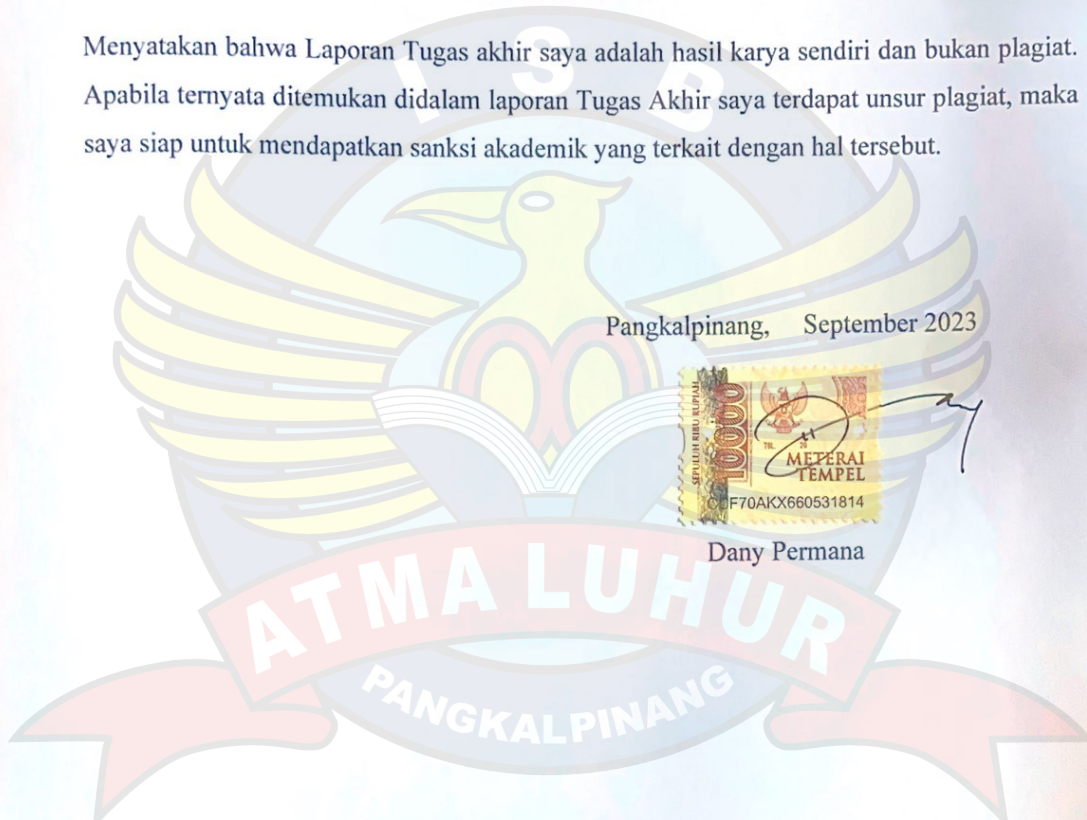 I S B
Menyatakan bahwa Laporan Tugas akhir saya adalah hasil karya sendiri dan bukan plagiat.
Apabila ternyata ditemukan didalam laporan Tugas Akhir saya terdapat unsur plagiat, maka
saya siap untuk mendapatkan sanksi akademik yang terkait dengan hal tersebut.
Pangkalpinang, September 2023
SEPULUH RIBU RUPIAH
10000
TGL. 20
METERAI
TEMPEL
F70AKX660531814
Dany Permana
ATMA LUHUR
PANGKALPINANG